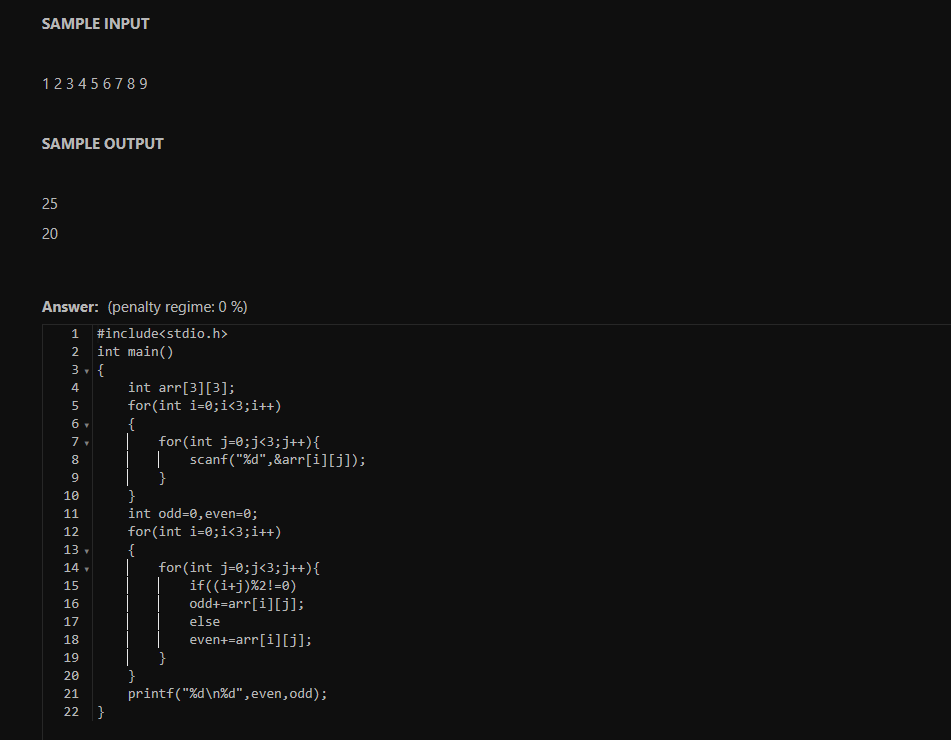 SAMPLE INPUT
1 2 3 4 5 6 7 8 9
SAMPLE OUTPUT
25
20
Answer: (penalty regime: 0 %)
1 #include<stdio.h>
2 int main()
3 {
4     int arr[3][3];
5     for(int i=0;i<3;i++)
6     {
7         for(int j=0;j<3;j++){
8             scanf("%d",&arr[i][j]);
9         }
10     }
11     int odd=0,even=0;
12     for(int i=0;i<3;i++)
13     {
14         for(int j=0;j<3;j++){
15             if((i+j)%2!=0)
16             odd+=arr[i][j];
17             else
18             even+=arr[i][j];
19         }
20     }
21     printf("%d\n%d",even,odd);
22 }